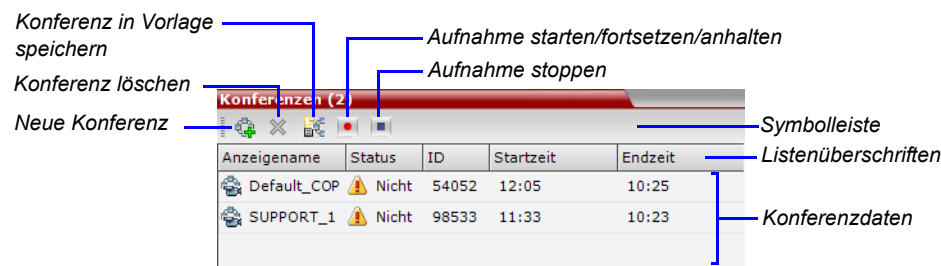 Konferenz in Vorlage
speichern
Aufnahme starten/fortsetzen/anhalten
Aufnahme stoppen
Konferenz löschen
Konferenzen (2)
Neue Konferenz
Symbolleiste
Anzeigename Status ID Startzeit Endzeit
Listenüberschriften
Default_COP Nicht 54052 12:05 10:25
SUPPORT_1 Nicht 98533 11:33 10:23
Konferenzdaten